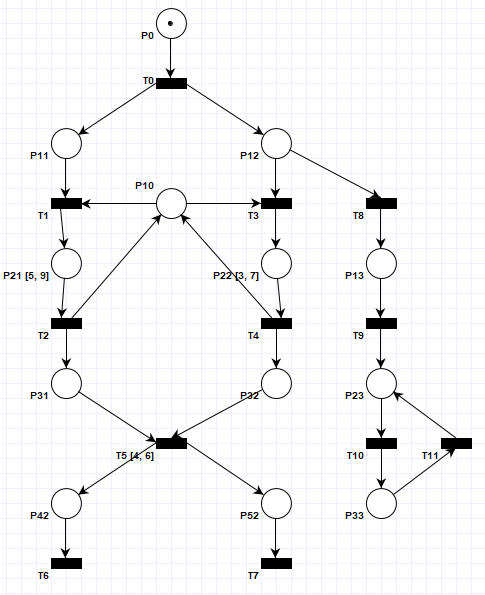 P0
T0
P11
P12
P10
T1
T3
T8
P21 [5, 9]
P22 [3, 7]
P13
T2
T4
T9
P31
P32
P23
T5 [4, 6]
T10
T11
P42
P52
P33
T6
T7